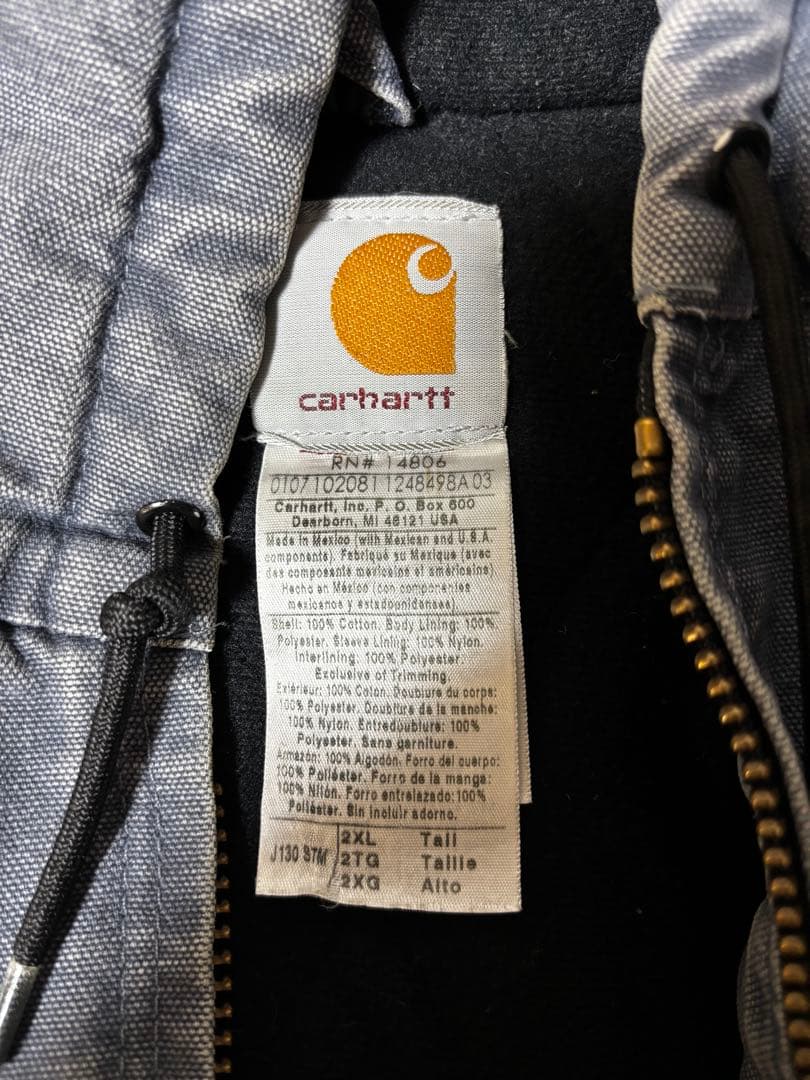 carhartt
RN# 14806
0107102081 1248498A 03
Carhartt, Inc. P. O. Box 600
Dearborn, MI 48121 USA
Made in Mexico (with Mexican and U.S.A.
components). Fabriqué su Mexique (avec
des composants mexicains et américains).
Hecho en México (con componentes
mexicanos y estadounidenses).
Shell: 100% Cotton. Body Lining: 100%
Polyester. Sleeve Lining: 100% Nylon.
Interlining: 100% Polyester.
Exclusive of Trimming.
Extérieur: 100% Coton. Doublure du corps:
100% Polyester. Doublure de la manche:
100% Nylon. Entredoublure: 100%
Polyester. Sans garniture.
Armazón: 100% Algodón. Forro del cuerpo:
100% Poliéster. Forro de la manga:
100% Nilón. Forro entrelazado: 100%
Poliéster. Sin incluir adorno.
J130 STM
2XL Tall
2TG Taille
2XG Alto